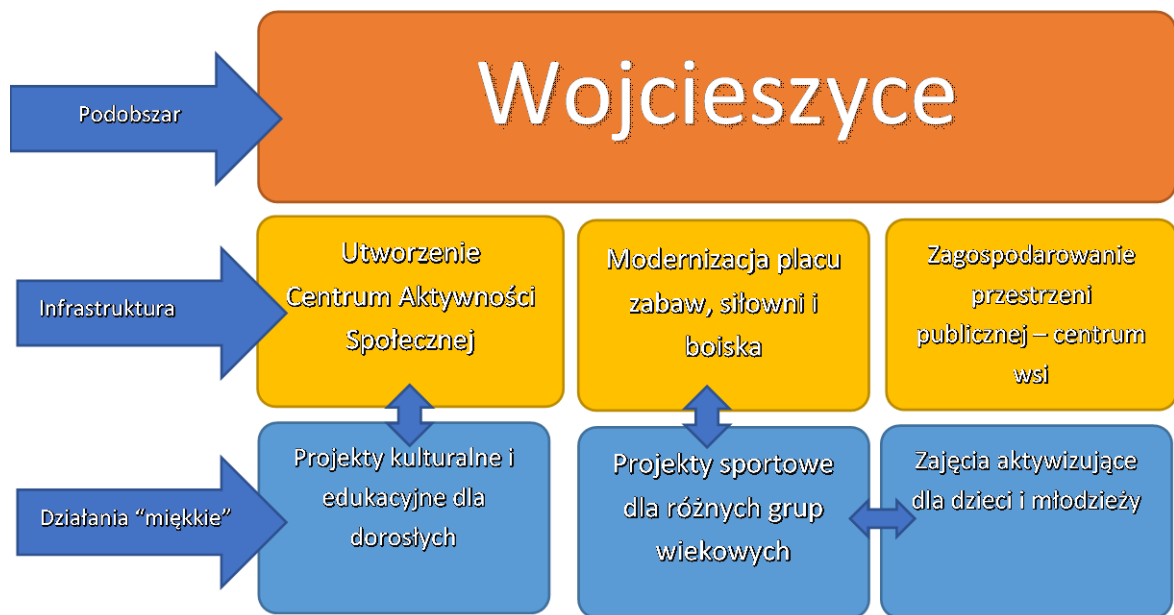 Podobszar
Wojcieszyce
Infrastruktura
Utworzenie
Centrum Aktywności
Społecznej
Modernizacja placu
zabaw, siłowni i
boiska
Zagospodarowanie
przestrzeni
publicznej – centrum
wsi
Działania “miękkie”
Projekty kulturalne i
edukacyjne dla
dorosłych
Projekty sportowe
dla różnych grup
wiekowych
Zajęcia aktywizujące
dla dzieci i młodzieży